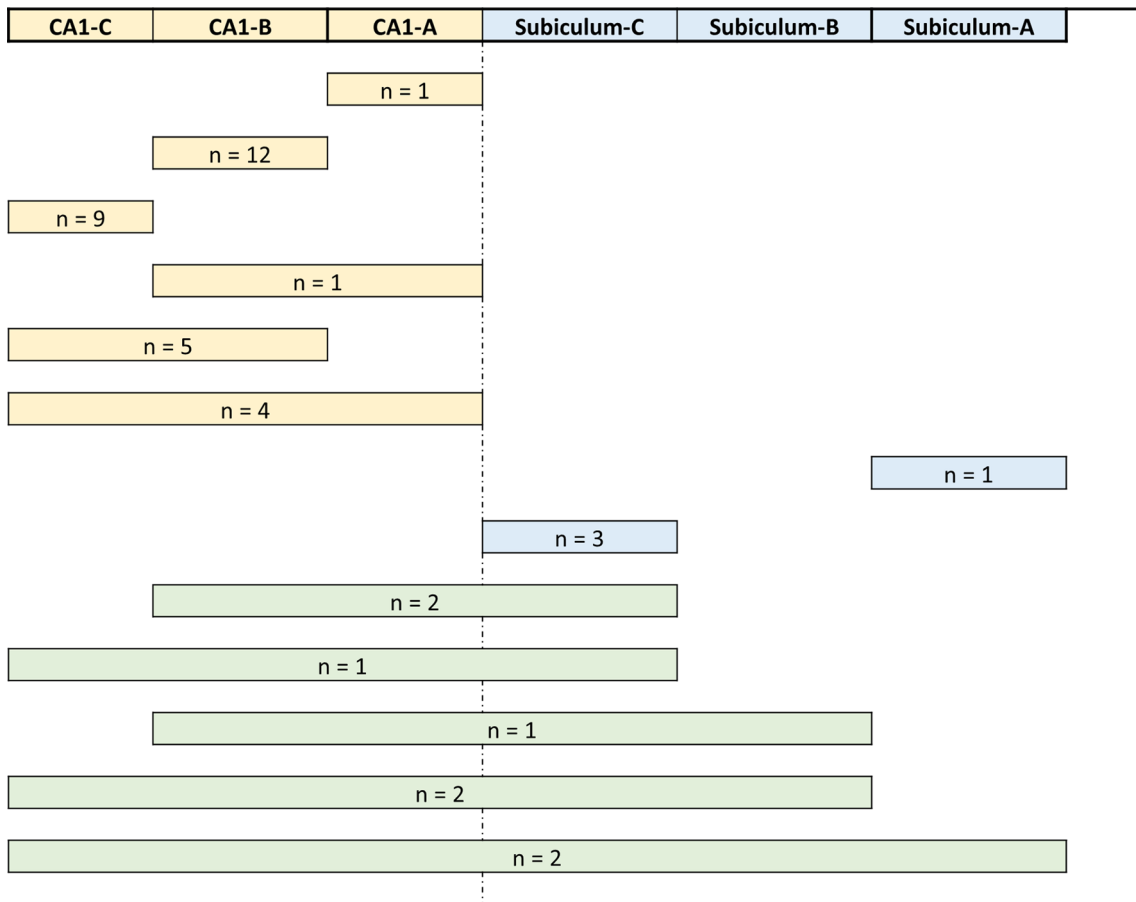 CA1-C CA1-B CA1-A Subiculum-C Subiculum-B Subiculum-A
n = 1
n = 12
n = 9
n = 1
n = 5
n = 4
n = 1
n = 3
n = 2
n = 1
n = 1
n = 2
n = 2